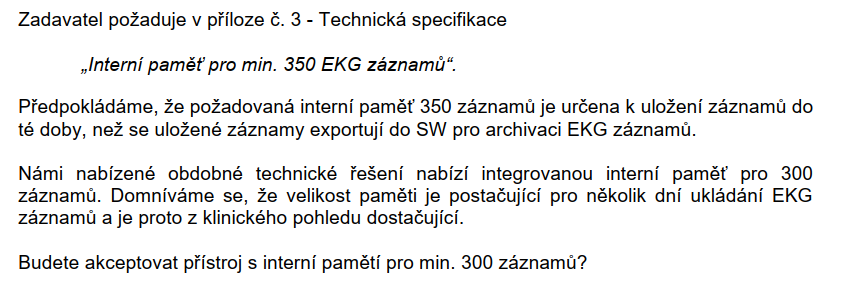 Zadavatel požaduje v příloze č. 3 - Technická specifikace
„Interní paměť pro min. 350 EKG záznamů“.
Předpokládáme, že požadovaná interní paměť 350 záznamů je určena k uložení záznamů do
té doby, než se uložené záznamy exportují do SW pro archivaci EKG záznamů.
Námi nabízené obdobné technické řešení nabízí integrovanou interní paměť pro 300
záznamů. Domníváme se, že velikost paměti je postačující pro několik dní ukládání EKG
záznamů a je proto z klinického pohledu dostačující.
Budete akceptovat přístroj s interní pamětí pro min. 300 záznamů?